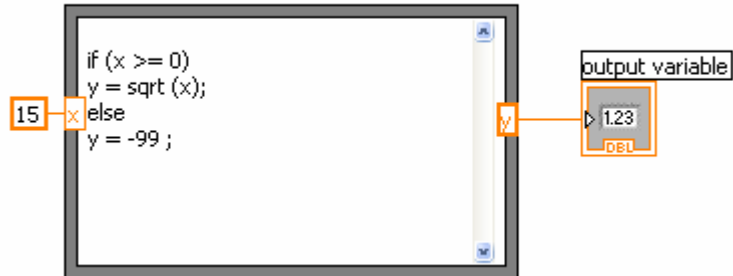 if (x >= 0)
y = sqrt (x);
else
y = -99 ;
15
x
y
output variable
1.23
DBL